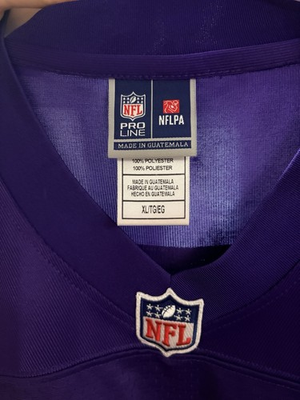 NFL
PRO
LINE
NFLPA
MADE IN GUATEMALA
100% POLYESTER
100% POLYESTER
MADE IN GUATEMALA
FABRIQUE AU GUATEMALA
HECHO EN GUATEMALA
XL/TG/EG
NFL